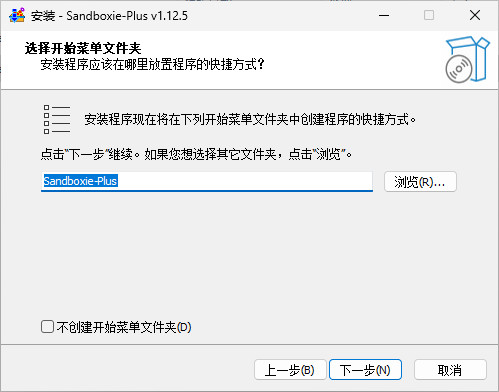 安装 - Sandboxie-Plus v1.12.5
选择开始菜单文件夹
安装程序应该在哪里放置程序的快捷方式？
安装程序现在将在下列开始菜单文件夹中创建程序的快捷方式。
点击“下一步”继续。如果您想选择其它文件夹，点击“浏览”。
Sandboxie-Plus
浏览(R)...
不创建开始菜单文件夹(D)
上一步(B)
下一步(N)
取消